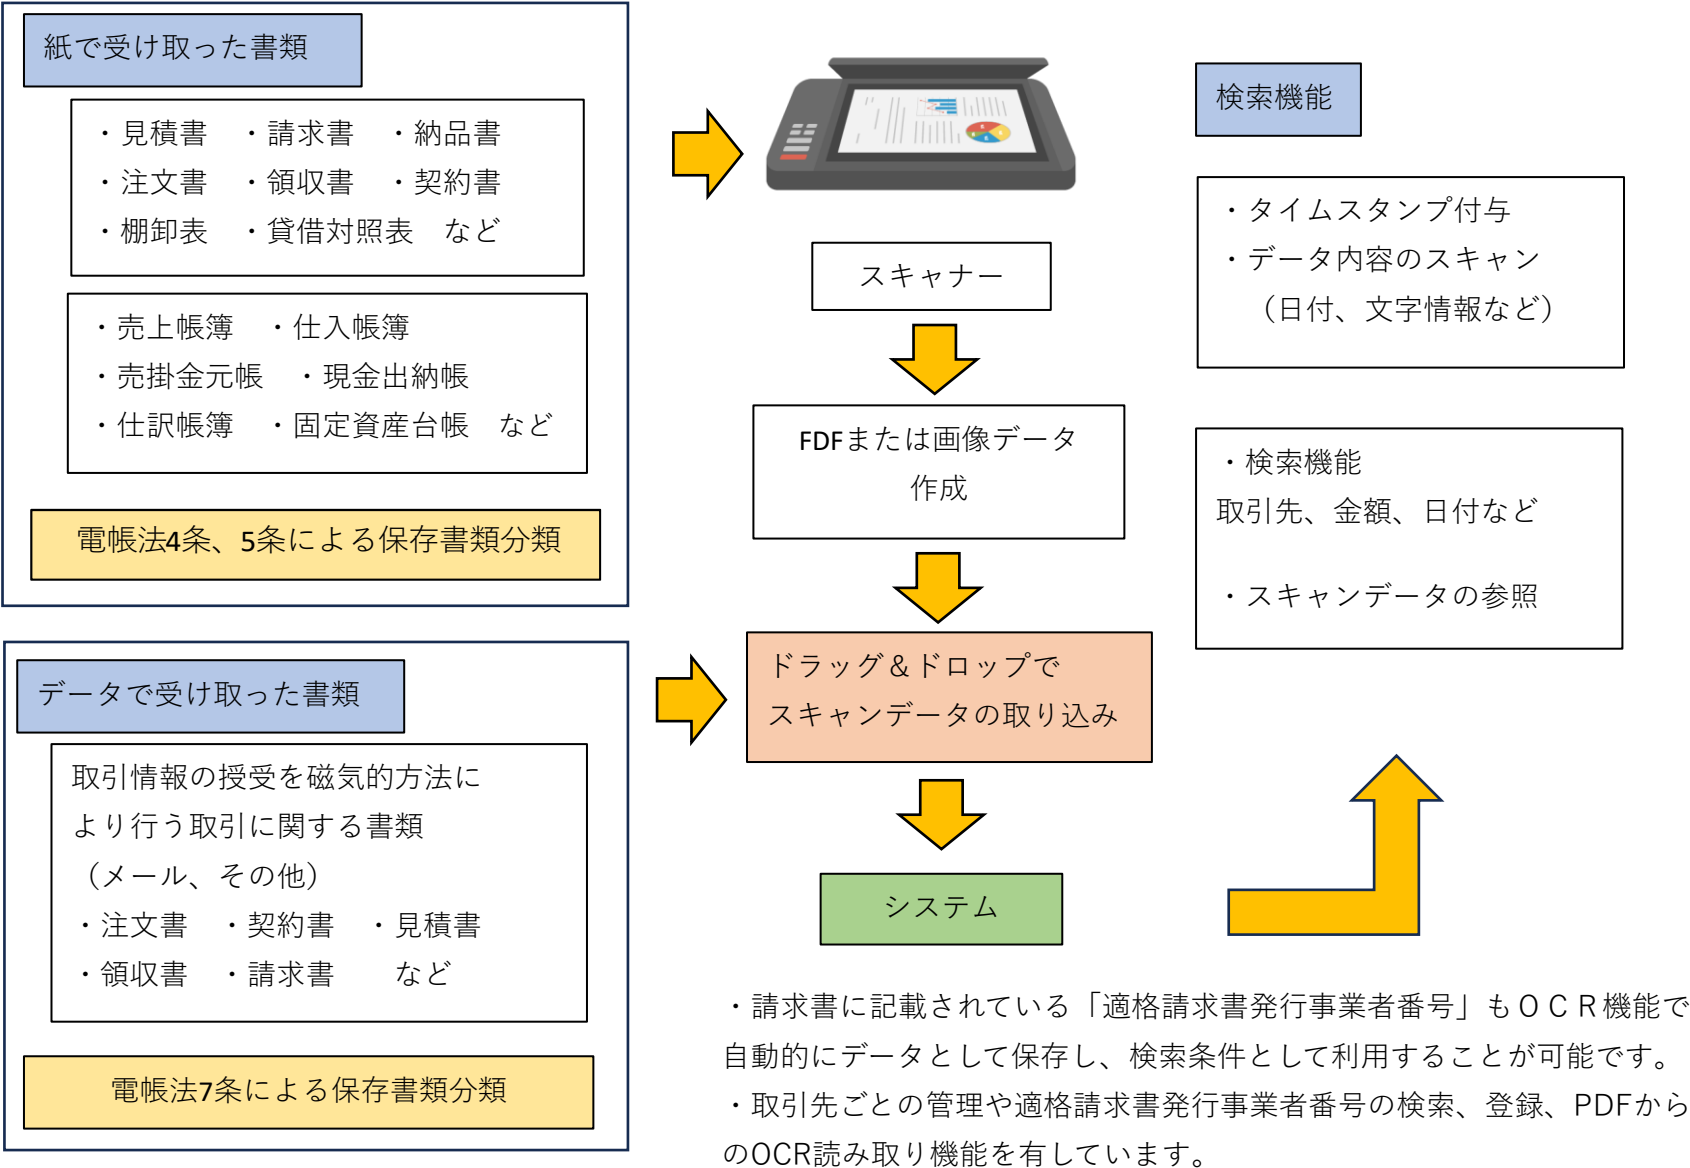 紙で受け取った書類
・見積書　・請求書　・納品書
・注文書　・領収書　・契約書
・棚卸表　・貸借対照表　など
・売上帳簿　・仕入帳簿
・売掛金元帳　・現金出納帳
・仕訳帳簿　・固定資産台帳　など
電帳法4条、5条による保存書類分類
データで受け取った書類
取引情報の授受を磁気的方法に
より行う取引に関する書類
（メール、その他）
・注文書　・契約書　・見積書
・領収書　・請求書　　など
電帳法7条による保存書類分類
スキャナー
FDFまたは画像データ
作成
ドラッグ＆ドロップで
スキャンデータの取り込み
システム
検索機能
・タイムスタンプ付与
・データ内容のスキャン
（日付、文字情報など）
・検索機能
取引先、金額、日付など
・スキャンデータの参照
・請求書に記載されている「適格請求書発行事業者番号」もＯＣＲ機能で
自動的にデータとして保存し、検索条件として利用することが可能です。
・取引先ごとの管理や適格請求書発行事業者番号の検索、登録、PDFから
のOCR読み取り機能を有しています。